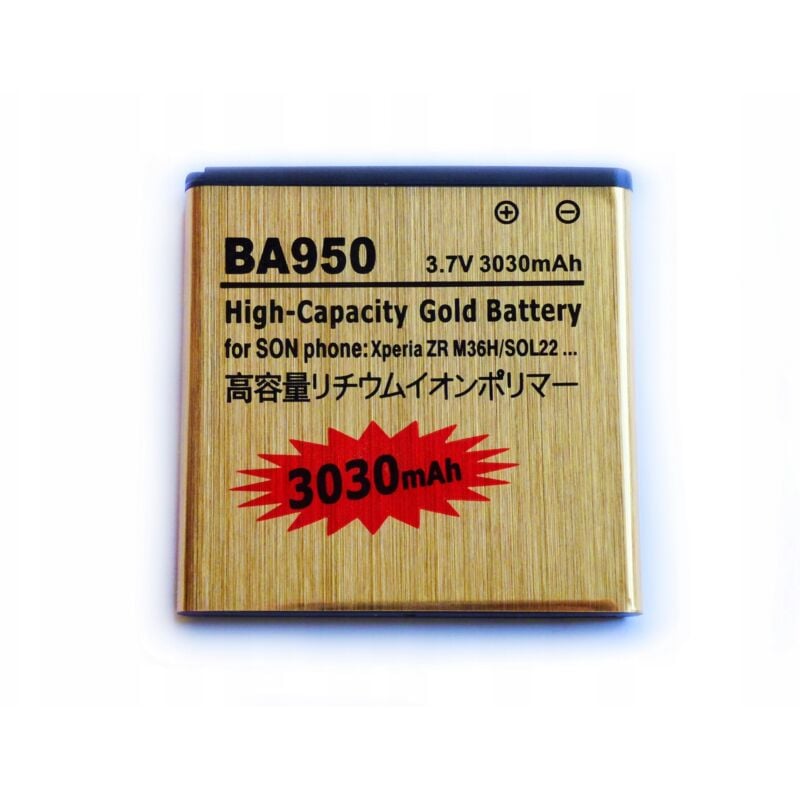 ⊕ ⊖
BA950 3.7V 3030mAh
High-Capacity Gold Battery
for SON phone: Xperia ZR M36H/SOL22 ...
高容量リチウムイオンポリマー
3030mAh